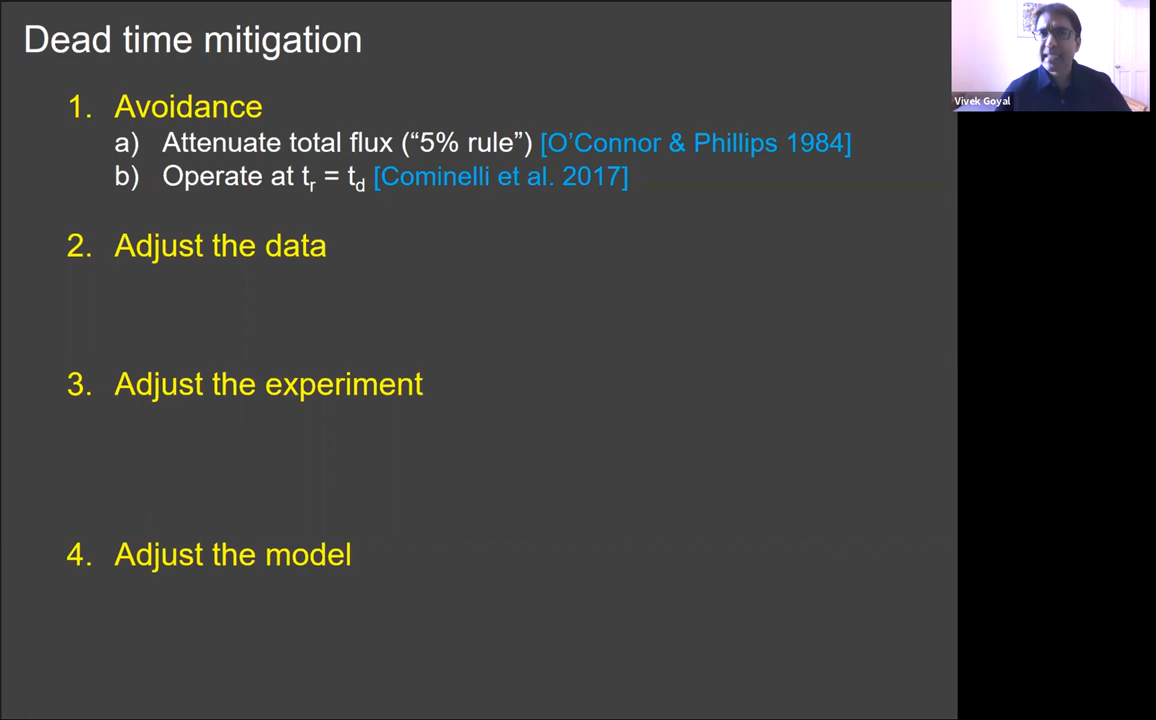 Dead time mitigation
1. Avoidance
a) Attenuate total flux (“5% rule”) [O’Connor & Phillips 1984]
b) Operate at tr = td [Cominelli et al. 2017]
2. Adjust the data
3. Adjust the experiment
4. Adjust the model
Vivek Goyal